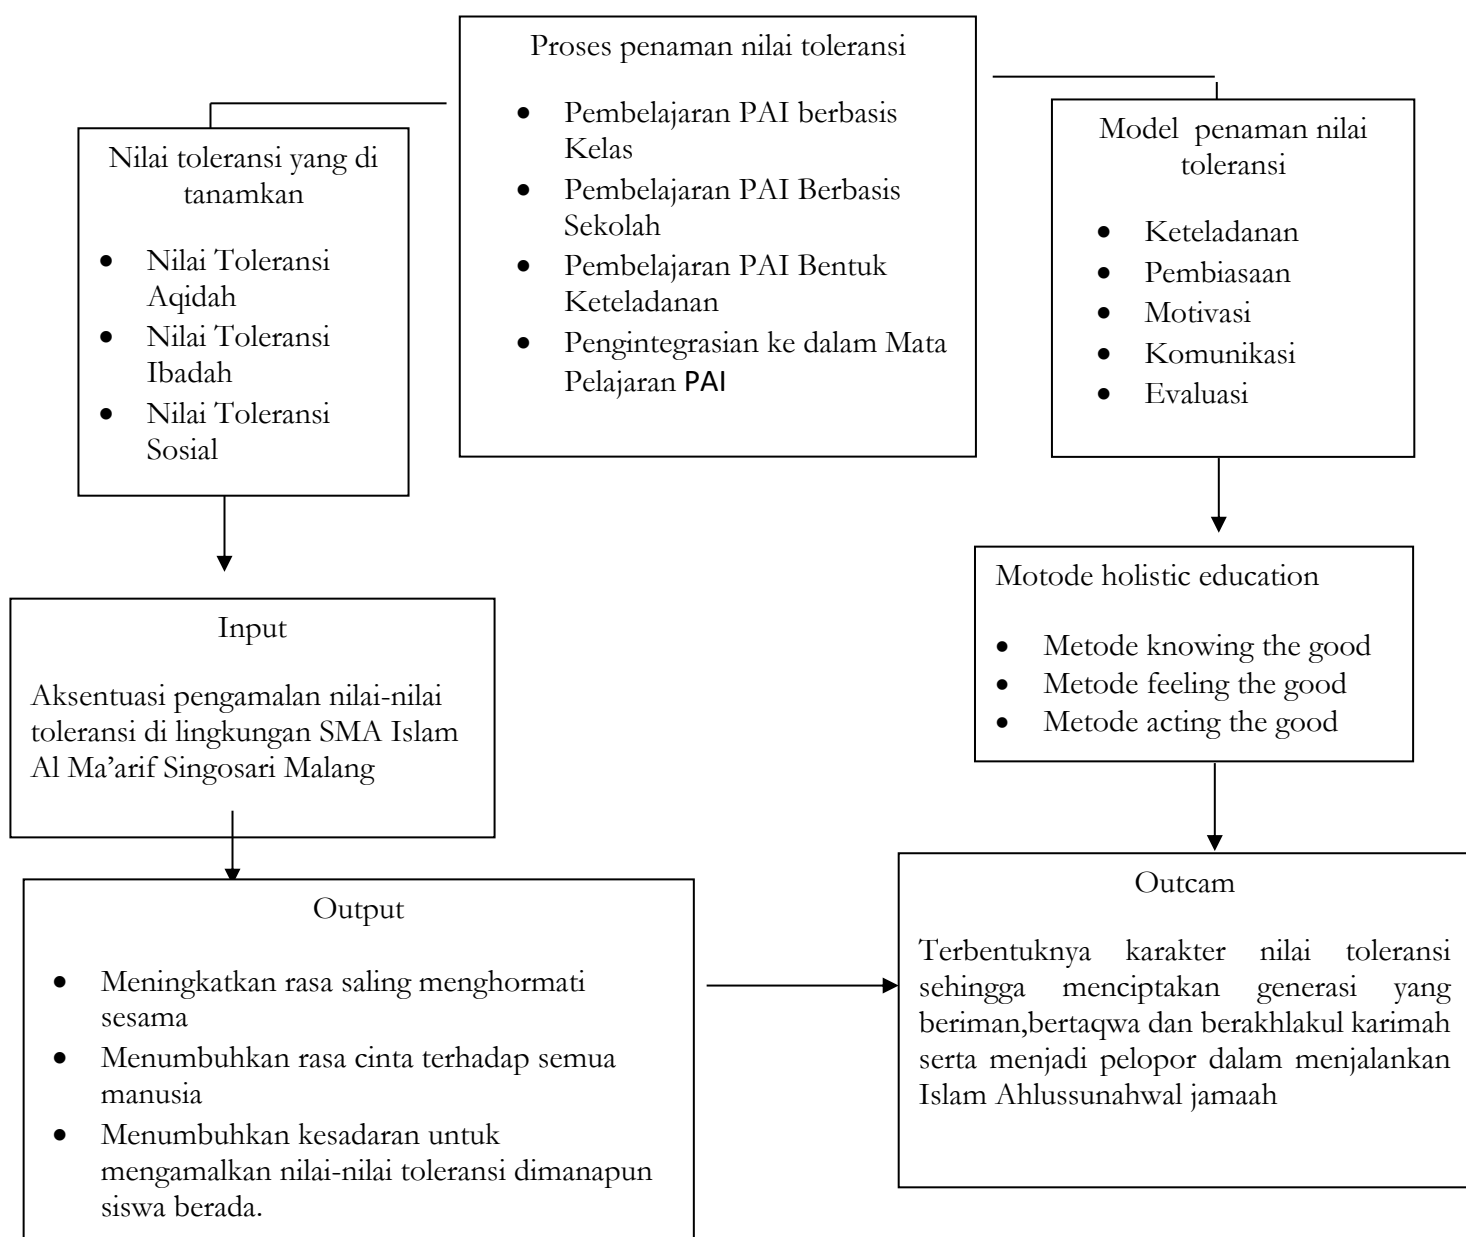 Proses penaman nilai toleransi
• Pembelajaran PAI berbasis
Kelas
• Pembelajaran PAI Berbasis
Sekolah
• Pembelajaran PAI Bentuk
Keteladanan
• Pengintegrasian ke dalam Mata
Pelajaran PAI
Nilai toleransi yang di
tanamkan
• Nilai Toleransi
Aqidah
• Nilai Toleransi
Ibadah
• Nilai Toleransi
Sosial
Model penaman nilai
toleransi
• Keteladanan
• Pembiasaan
• Motivasi
• Komunikasi
• Evaluasi
Input
Aksentuasi pengamalan nilai-nilai
toleransi di lingkungan SMA Islam
Al Ma’arif Singosari Malang
Motode holistic education
• Metode knowing the good
• Metode feeling the good
• Metode acting the good
Output
• Meningkatkan rasa saling menghormati
sesama
• Menumbuhkan rasa cinta terhadap semua
manusia
• Menumbuhkan kesadaran untuk
mengamalkan nilai-nilai toleransi dimanapun
siswa berada.
Outcam
Terbentuknya karakter nilai toleransi
sehingga menciptakan generasi yang
beriman,bertaqwa dan berakhlakul karimah
serta menjadi pelopor dalam menjalankan
Islam Ahlussunahwal jamaah